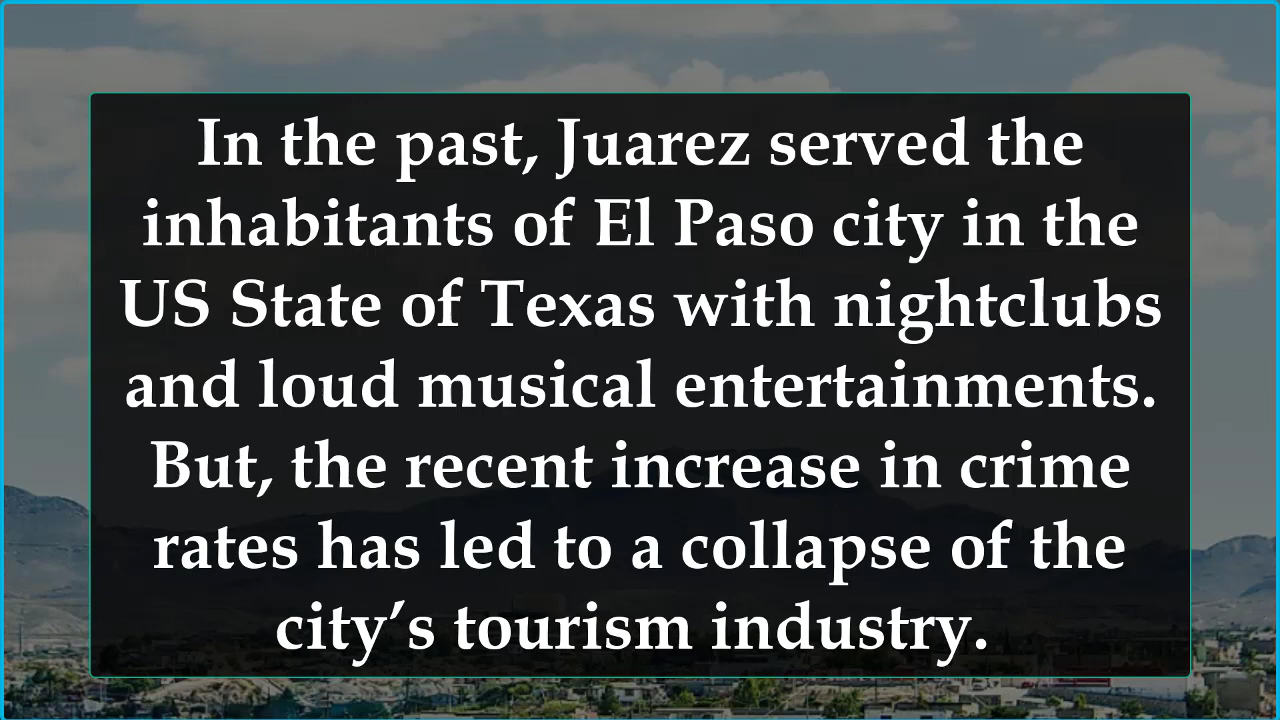 In the past, Juarez served the
inhabitants of El Paso city in the
US State of Texas with nightclubs
and loud musical entertainments.
But, the recent increase in crime
rates has led to a collapse of the
city’s tourism industry.